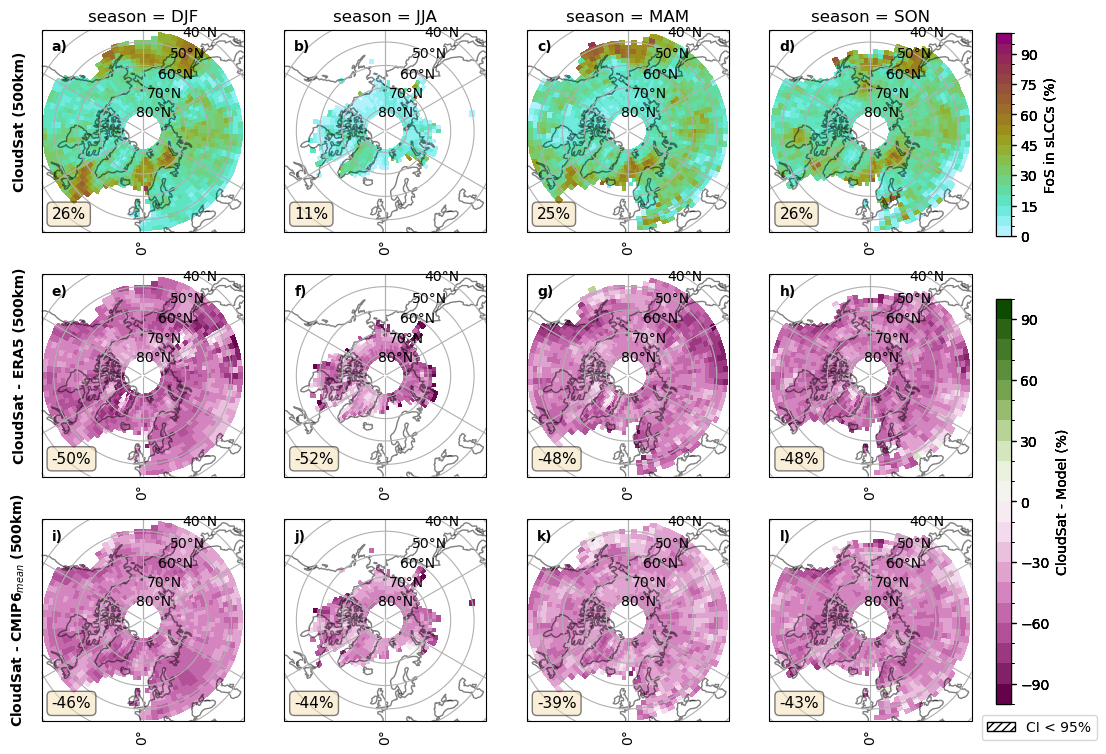 season = DJF
season = JJA
season = MAM
season = SON
CloudSat (500km)
a)
40°N
50°N
60°N
70°N
80°N
26%
0°
b)
40°N
50°N
60°N
70°N
80°N
11%
0°
c)
40°N
50°N
60°N
70°N
80°N
25%
0°
d)
40°N
50°N
60°N
70°N
80°N
26%
0°
90
75
60
45
30
15
0
FoS in sLCCs (%)
CloudSat - ERA5 (500km)
e)
40°N
50°N
60°N
70°N
80°N
-50%
0°
f)
40°N
50°N
60°N
70°N
80°N
-52%
0°
g)
40°N
50°N
60°N
70°N
80°N
-48%
0°
h)
40°N
50°N
60°N
70°N
80°N
-48%
0°
CloudSat - CMIP6mean (500km)
i)
40°N
50°N
60°N
70°N
80°N
-46%
0°
j)
40°N
50°N
60°N
70°N
80°N
-44%
0°
k)
40°N
50°N
60°N
70°N
80°N
-39%
0°
l)
40°N
50°N
60°N
70°N
80°N
-43%
0°
90
60
30
0
−30
−60
−90
CloudSat - Model (%)
CI < 95%